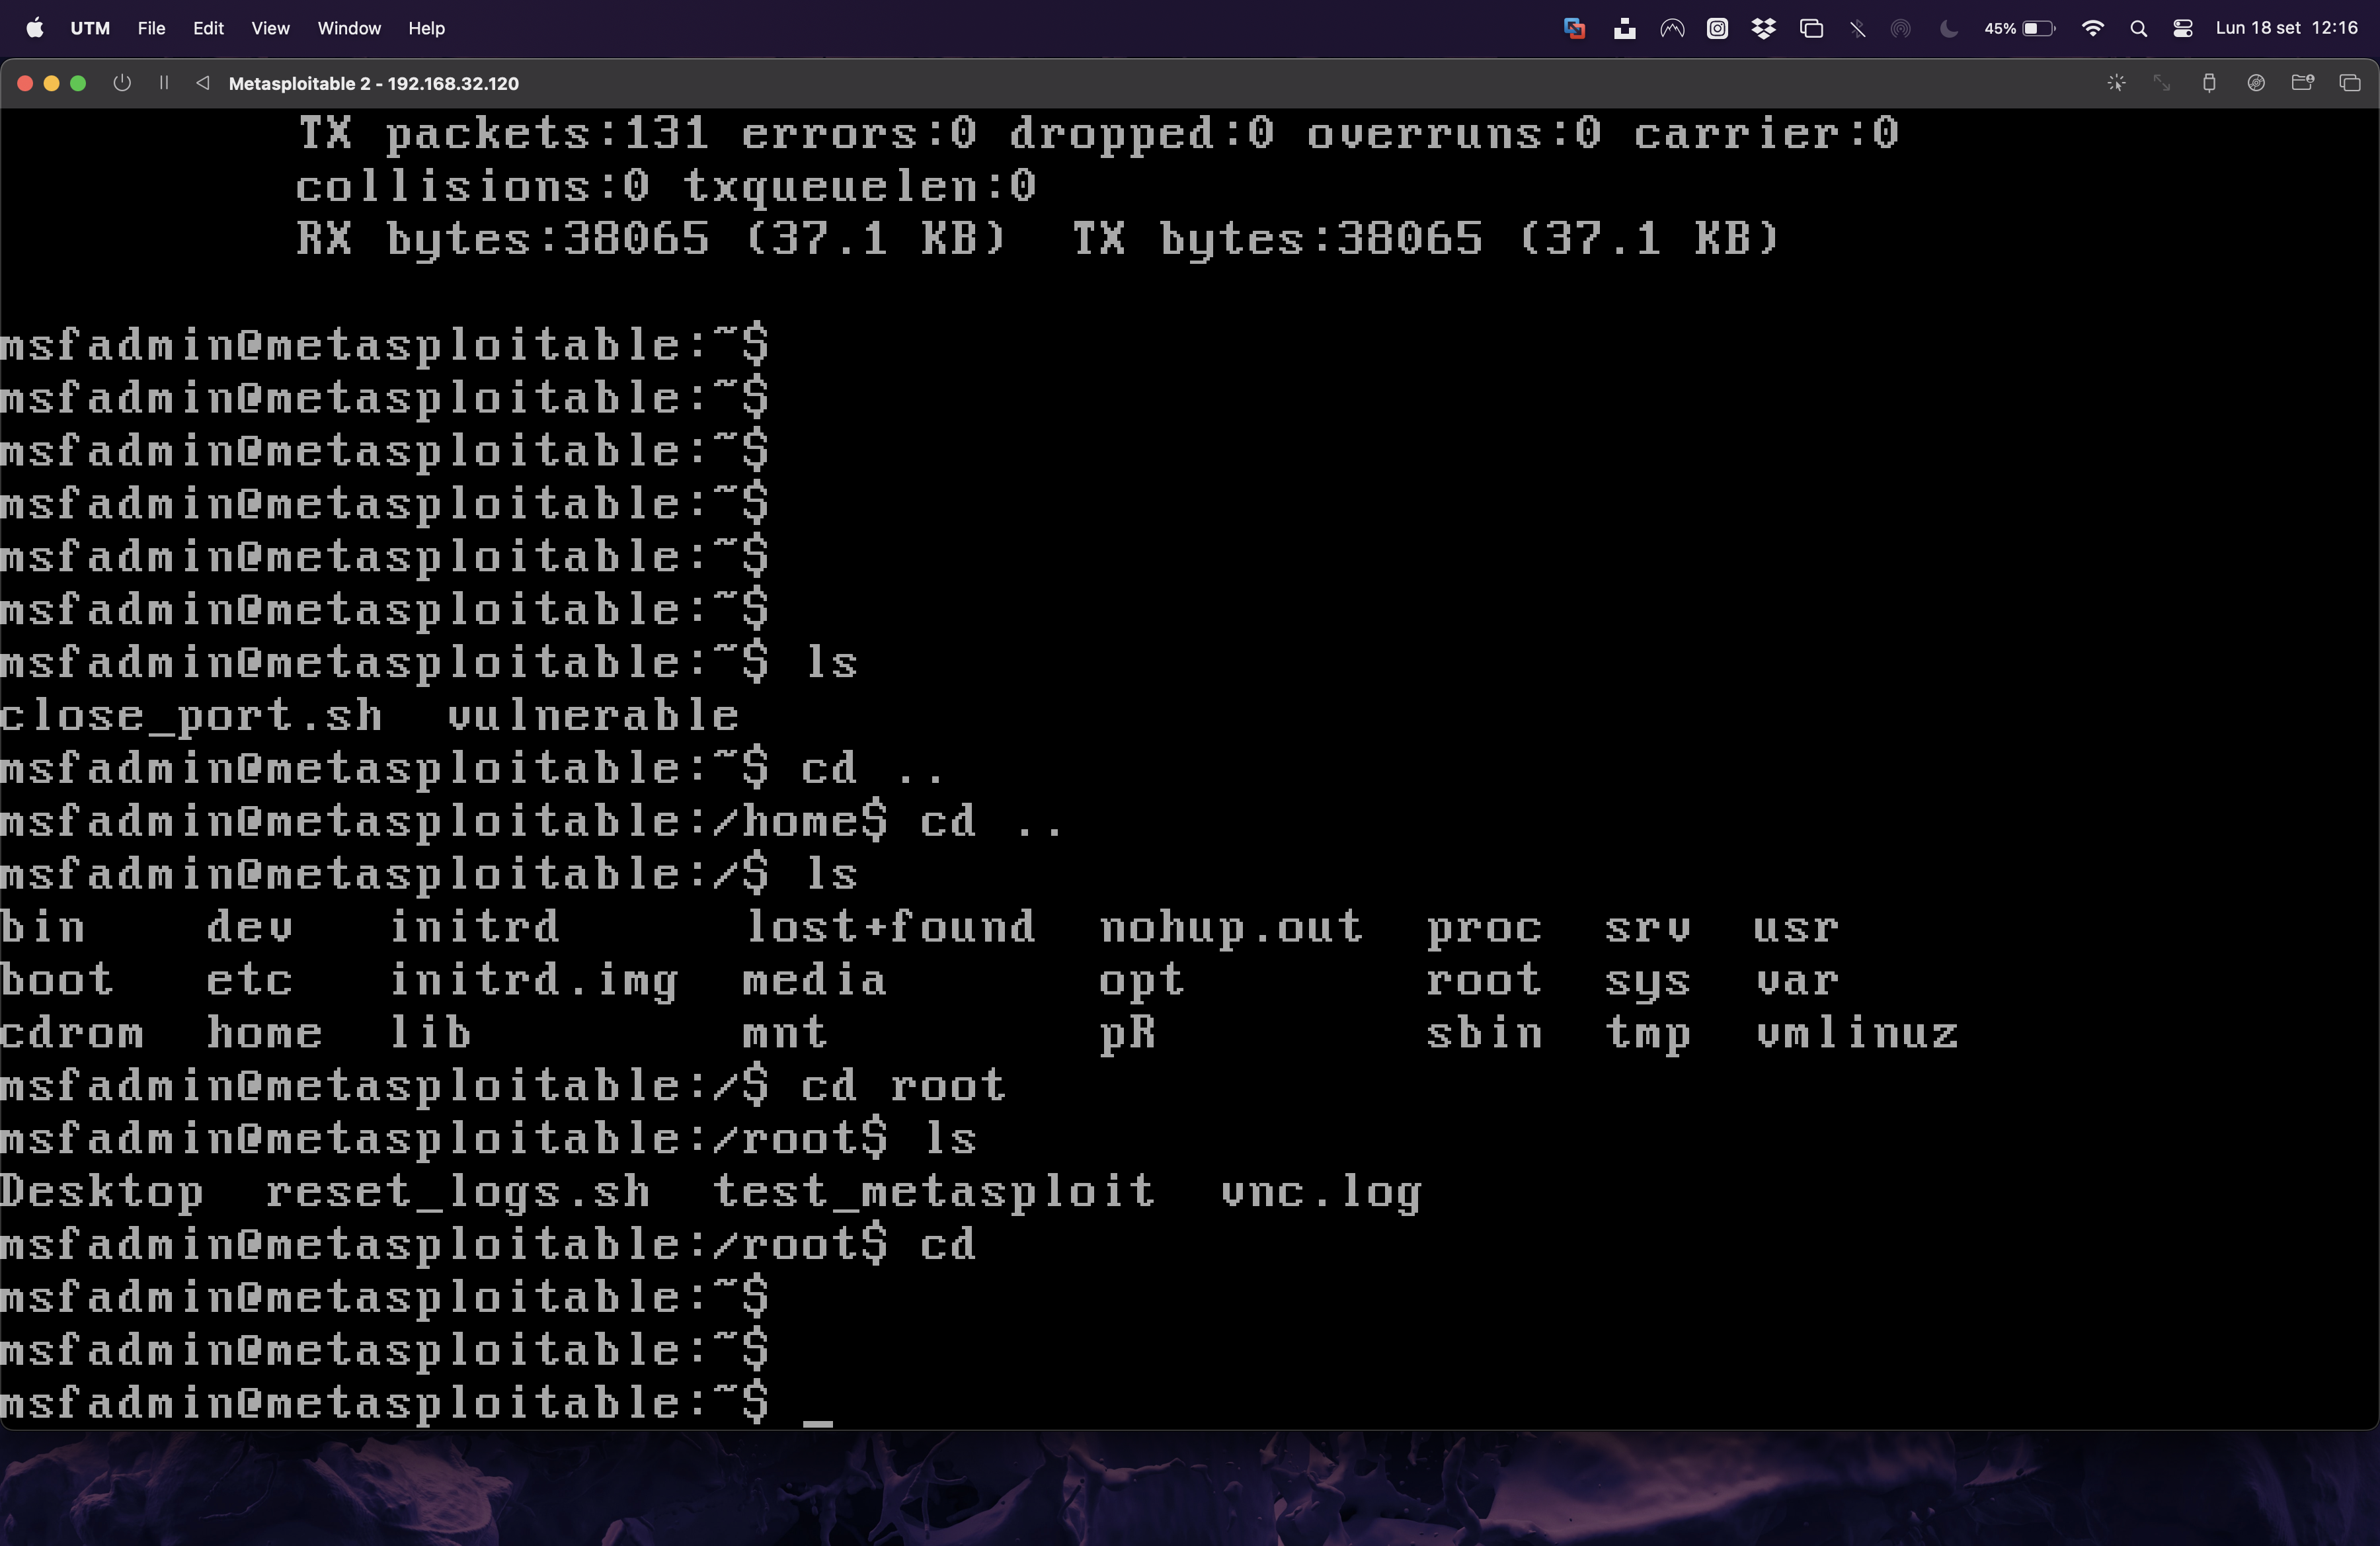 UTM File Edit View Window Help 45% Lun 18 set 12:16
Metasploitable 2 - 192.168.32.120
TX packets:131 errors:0 dropped:0 overruns:0 carrier:0
collisions:0 txqueuelen:0
RX bytes:38065 (37.1 KB)  TX bytes:38065 (37.1 KB)
msfadmin@metasploitable:~$
msfadmin@metasploitable:~$
msfadmin@metasploitable:~$
msfadmin@metasploitable:~$
msfadmin@metasploitable:~$
msfadmin@metasploitable:~$
msfadmin@metasploitable:~$ ls
close_port.sh  vulnerable
msfadmin@metasploitable:~$ cd ..
msfadmin@metasploitable:/home$ cd ..
msfadmin@metasploitable:/$ ls
bin    dev   initrd      lost+found  nohup.out  proc  srv  usr
boot   etc   initrd.img  media       opt        root  sys  var
cdrom  home  lib         mnt         pR         sbin  tmp  vmlinuz
msfadmin@metasploitable:/$ cd root
msfadmin@metasploitable:/root$ ls
Desktop  reset_logs.sh  test_metasploit  vnc.log
msfadmin@metasploitable:/root$ cd
msfadmin@metasploitable:~$
msfadmin@metasploitable:~$
msfadmin@metasploitable:~$ _